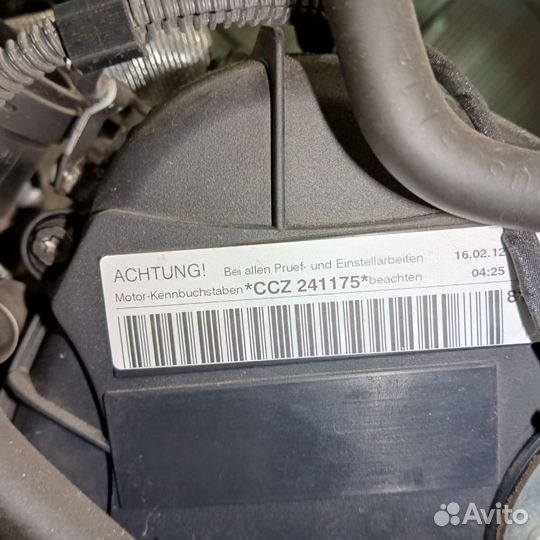 ACHTUNG! Bei allen Pruef- und Einstellarbeiten 16.02.12
Motor-Kennbuchstaben *CCZ 241175* beachten 04:25
Avito